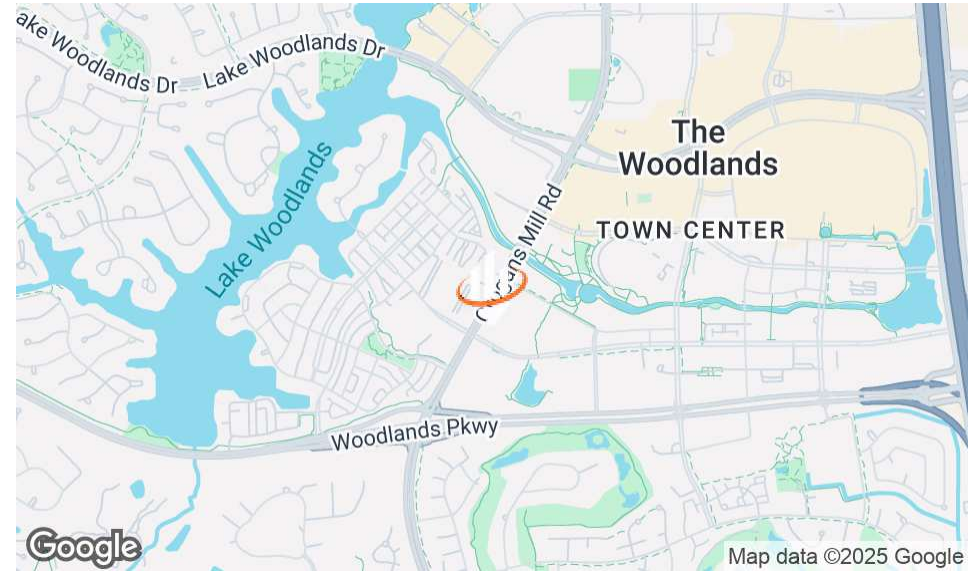 Lake Woodlands Dr
Lake Woodlands Dr
The
Woodlands
TOWN CENTER
Lake Woodlands
Mill Rd
Woodlands Pkwy
Google
Map data ©2025 Google